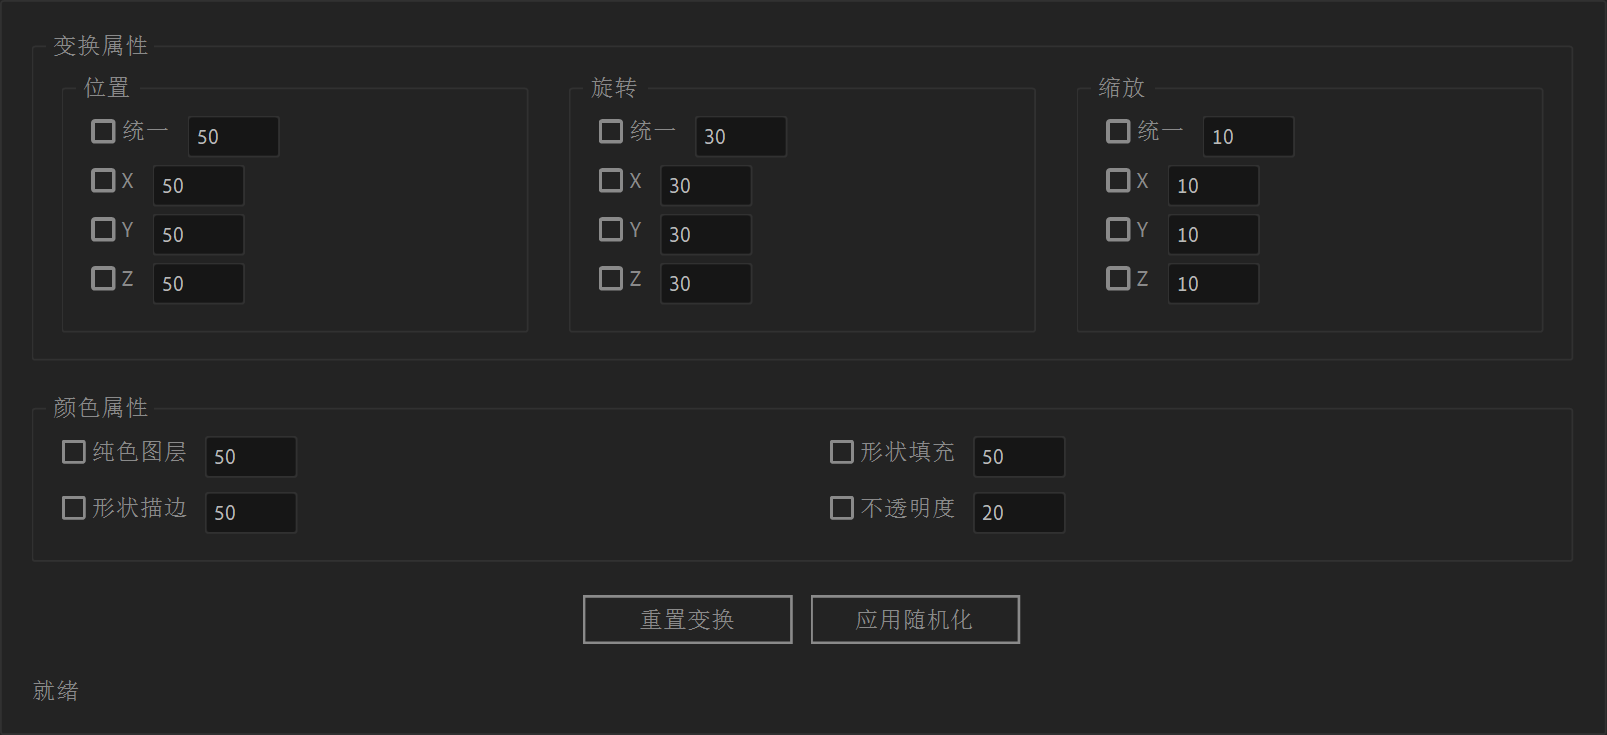 变换属性
位置 旋转 缩放
统一 50 统一 30 统一 10
X 50 X 30 X 10
Y 50 Y 30 Y 10
Z 50 Z 30 Z 10
颜色属性
纯色图层 50 形状填充 50
形状描边 50 不透明度 20
重置变换 应用随机化
就绪